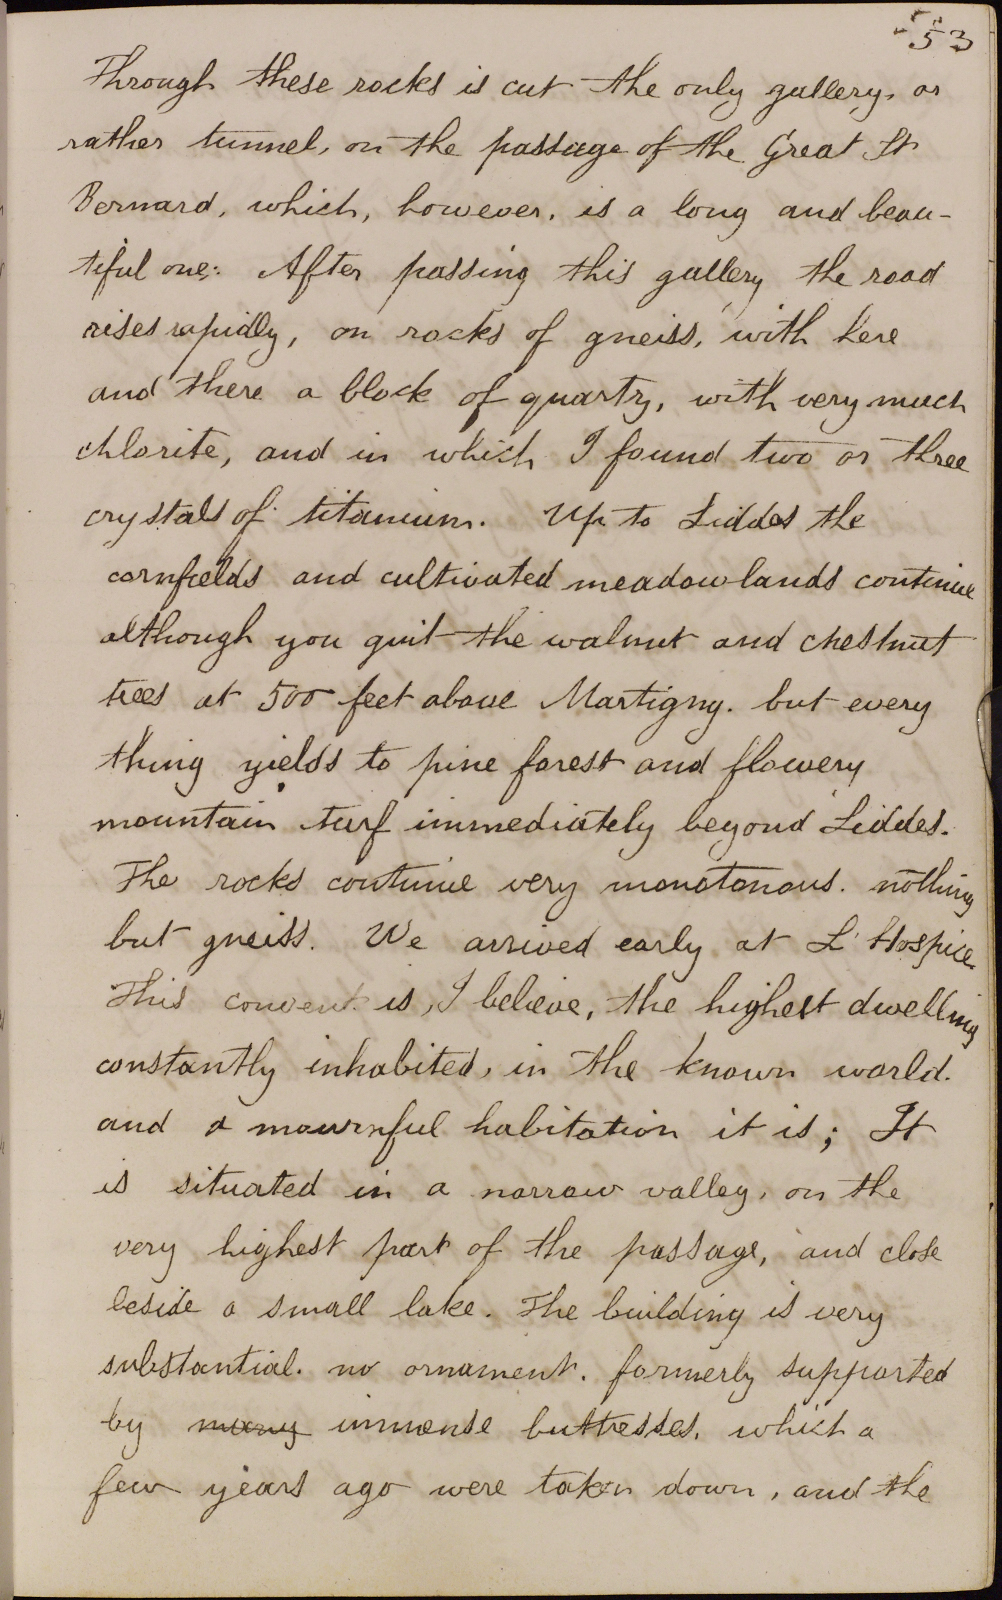 53
Through these rocks is cut the only gallery, or
rather tunnel, on the passage of the Great St
Bernard, which, however, is a long and beau-
tiful one: After passing this gallery the road
rises rapidly, on rocks of gneiss, with here
and there a block of quartz, with very much
chlorite, and in which I found two or three
crystals of titanium. Up to Liddes the
cornfields and cultivated meadowlands continue
although you quit the walnut and chestnut
trees at 500 feet above Martigny. but every
thing yields to pine forest and flowery
mountain turf immediately beyond Liddes.
The rocks continue very monotonous. nothing
but gneiss. We arrived early at L'Hospice.
This convent is, I believe, the highest dwelling
constantly inhabited, in the known world.
and a mournful habitation it is; It
is situated in a narrow valley, on the
very highest part of the passage, and close
beside a small lake. The building is very
substantial. no ornament. formerly supported
by many immense buttresses, which a
few years ago were taken down, and the